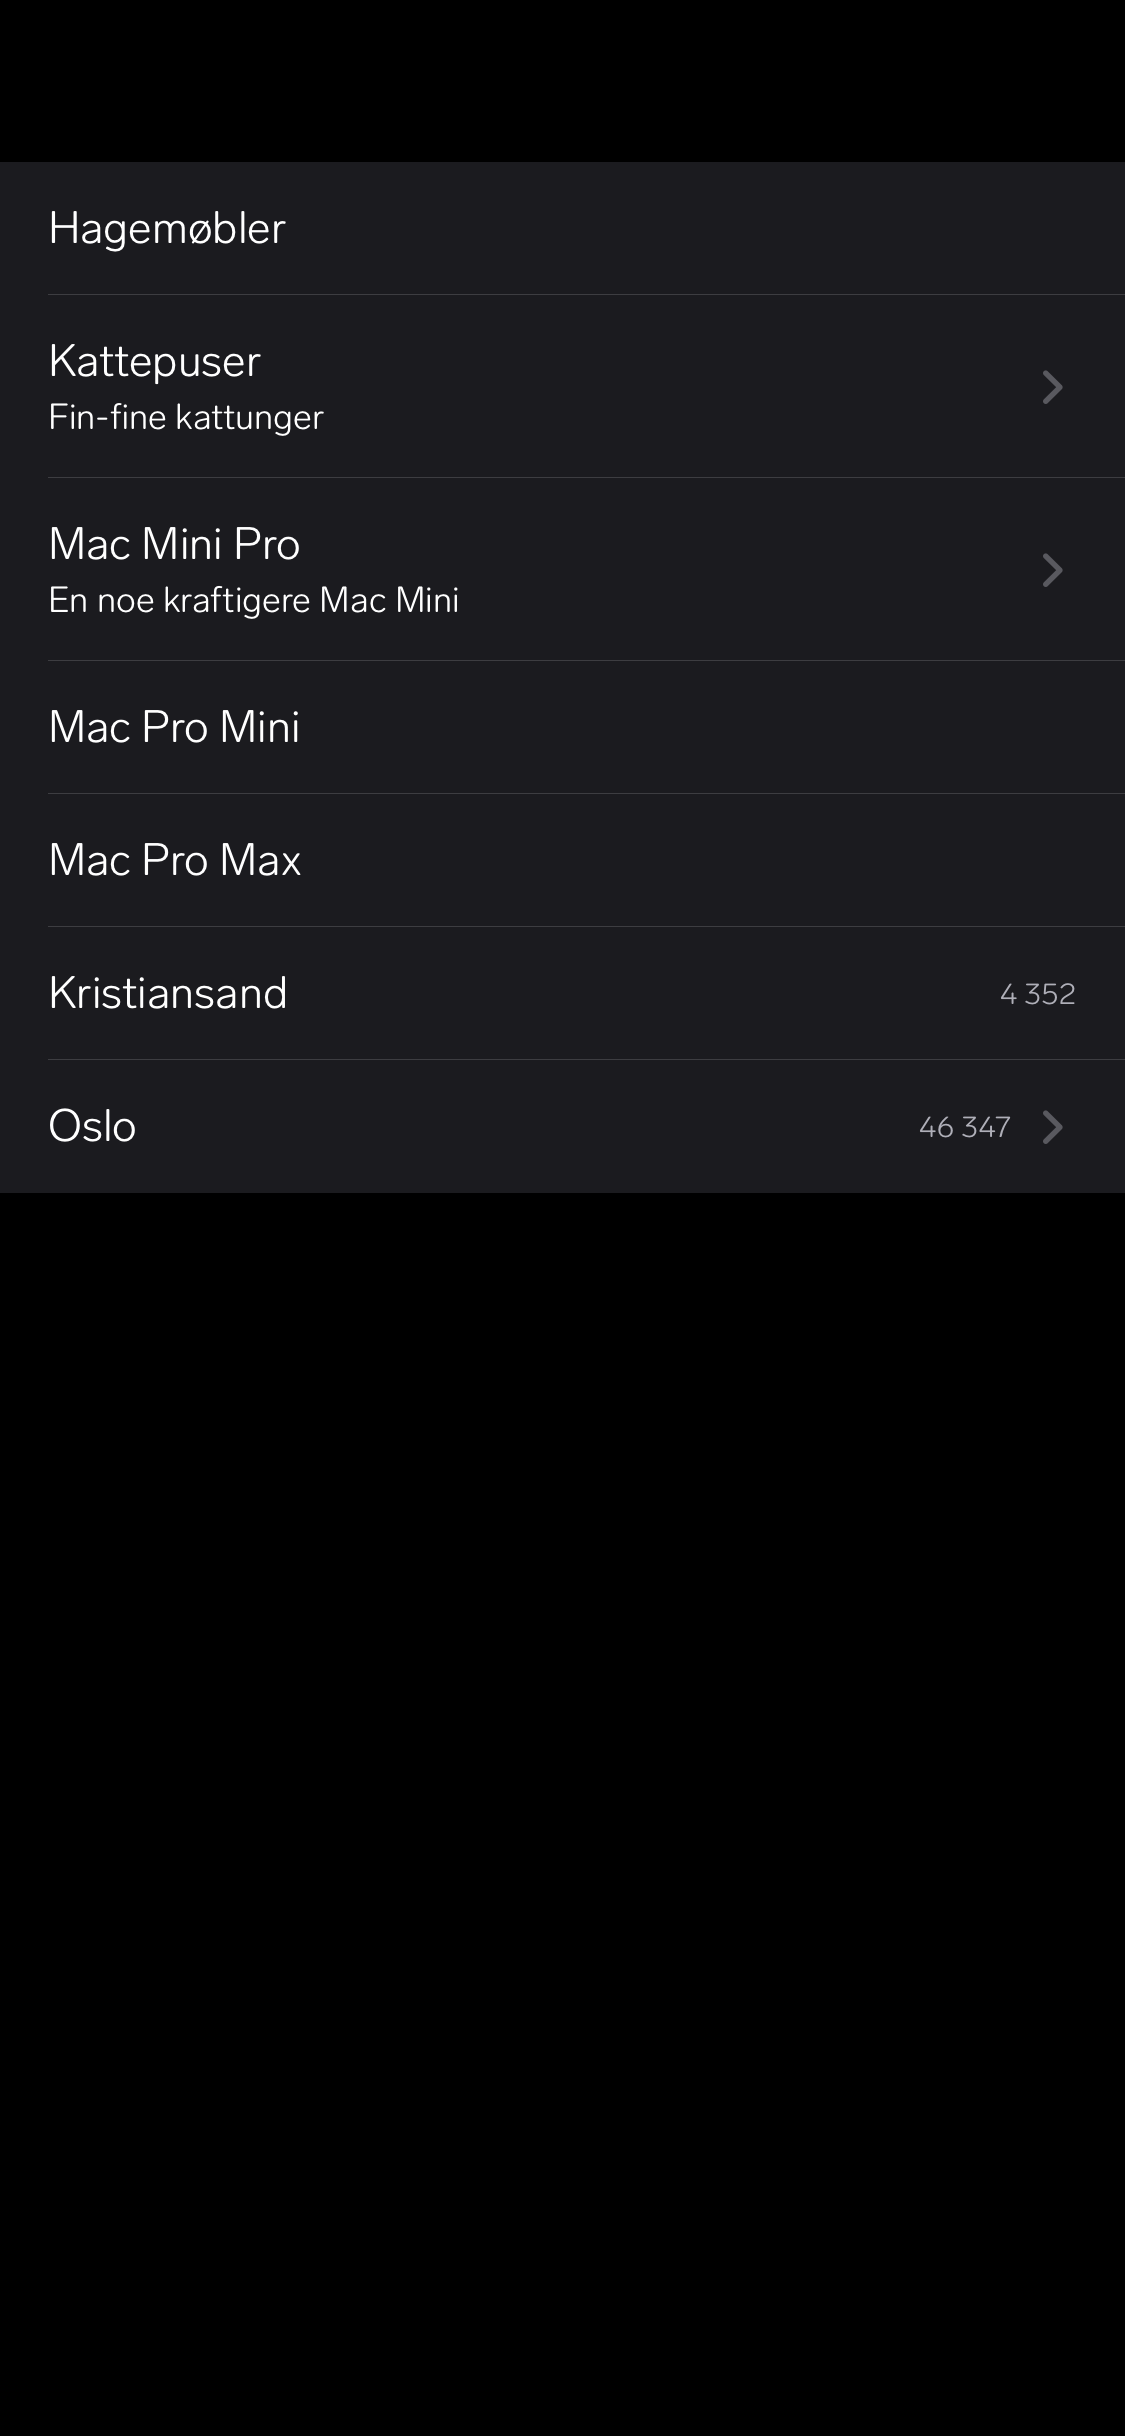 Hagemøbler
Kattepuser
Fin-fine kattunger
Mac Mini Pro
En noe kraftigere Mac Mini
Mac Pro Mini
Mac Pro Max
Kristiansand 4 352
Oslo 46 347